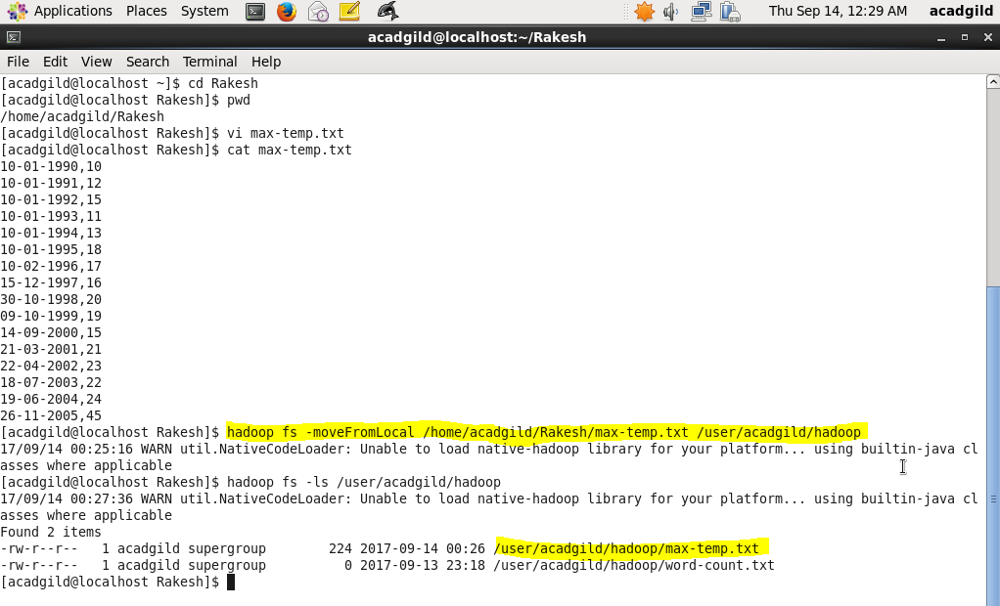 Applications Places System Thu Sep 14, 12:29 AM acadgild
acadgild@localhost:~/Rakesh
File Edit View Search Terminal Help
[acadgild@localhost ~]$ cd Rakesh
[acadgild@localhost Rakesh]$ pwd
/home/acadgild/Rakesh
[acadgild@localhost Rakesh]$ vi max-temp.txt
[acadgild@localhost Rakesh]$ cat max-temp.txt
10-01-1990,10
10-01-1991,12
10-01-1992,15
10-01-1993,11
10-01-1994,13
10-01-1995,18
10-02-1996,17
15-12-1997,16
30-10-1998,20
09-10-1999,19
14-09-2000,15
21-03-2001,21
22-04-2002,23
18-07-2003,22
19-06-2004,24
26-11-2005,45
[acadgild@localhost Rakesh]$ hadoop fs -moveFromLocal /home/acadgild/Rakesh/max-temp.txt /user/acadgild/hadoop
17/09/14 00:25:16 WARN util.NativeCodeLoader: Unable to load native-hadoop library for your platform... using builtin-java cl
asses where applicable
[acadgild@localhost Rakesh]$ hadoop fs -ls /user/acadgild/hadoop
17/09/14 00:27:36 WARN util.NativeCodeLoader: Unable to load native-hadoop library for your platform... using builtin-java cl
asses where applicable
Found 2 items
-rw-r--r--   1 acadgild supergroup        224 2017-09-14 00:26 /user/acadgild/hadoop/max-temp.txt
-rw-r--r--   1 acadgild supergroup          0 2017-09-13 23:18 /user/acadgild/hadoop/word-count.txt
[acadgild@localhost Rakesh]$